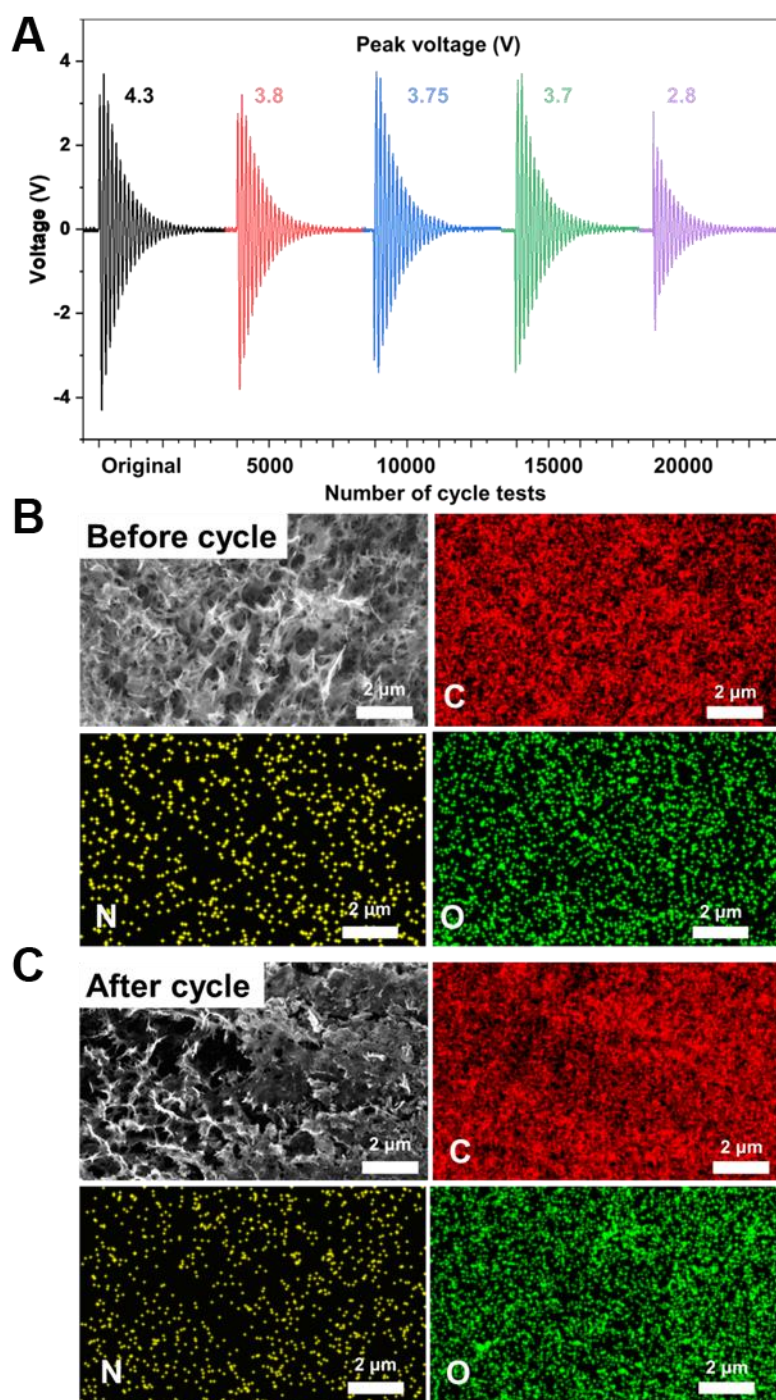 A
Peak voltage (V)
4.3 3.8 3.75 3.7 2.8
4
2
0
-2
-4
Voltage (V)
Original 5000 10000 15000 20000
Number of cycle tests
B
Before cycle
2 μm
C
2 μm
N
2 μm
O
2 μm
C
After cycle
2 μm
C
2 μm
N
2 μm
O
2 μm